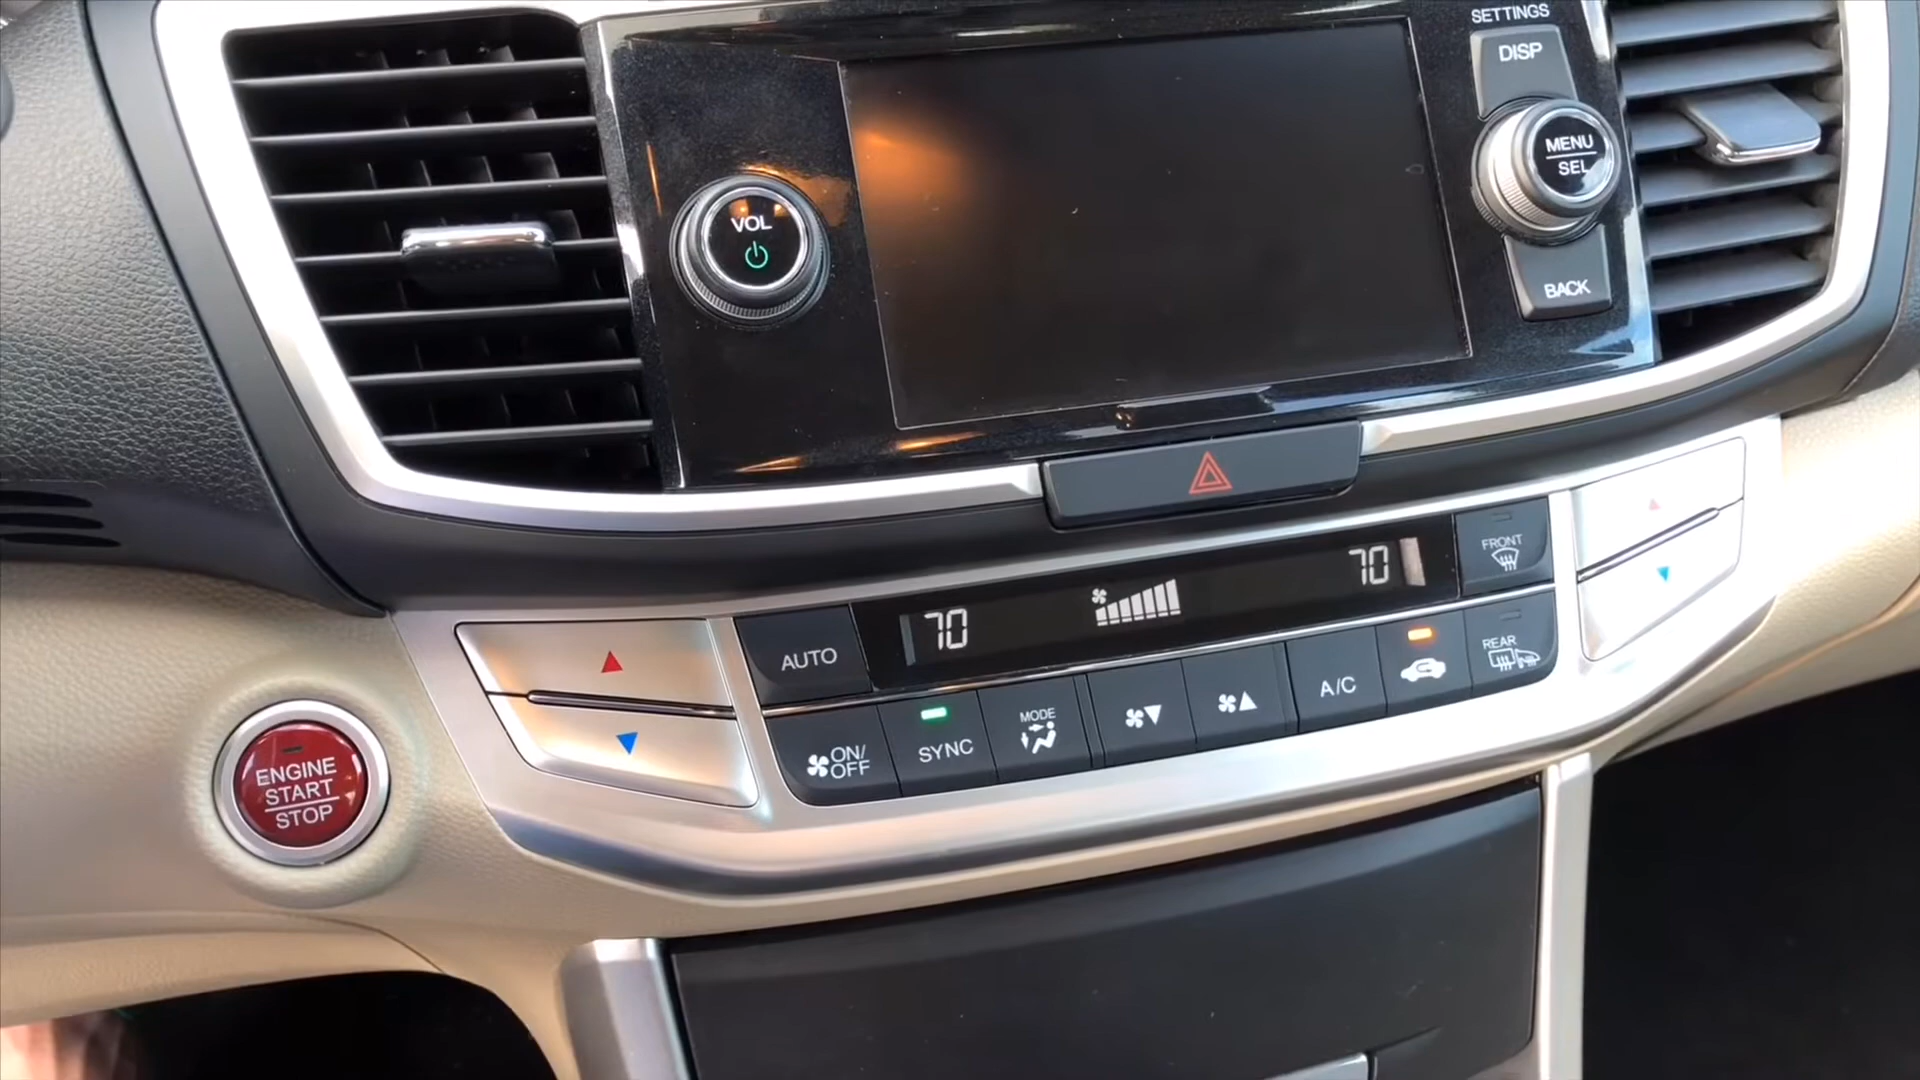 SETTINGS
DISP
MENU
SEL
VOL
BACK
70
70
FRONT
AUTO
REAR
A/C
MODE
SYNC
ON/
OFF
ENGINE
START
STOP